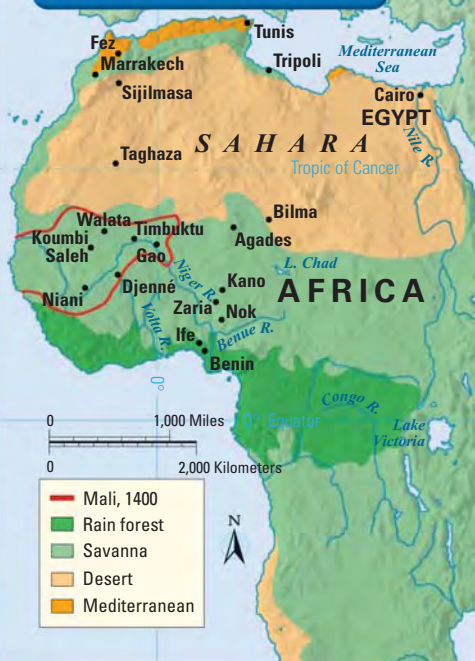 Tunis
Mediterranean
Sea
Fez
Marrakech
Tripoli
Sijilmasa
Cairo
EGYPT
Nile R.
SAHARA
Taghaza
Tropic of Cancer
Bilma
Walata
Timbuktu
Agades
Koumbi
Saleh
Gao
L. Chad
Niger R.
Kano
AFRICA
Niani
Djenné
Zaria
Nok
Volta R.
Ife
Benue R.
Benin
0°
Congo R.
0° Equator
Lake
Victoria
0 1,000 Miles
0 2,000 Kilometers
N
Mali, 1400
Rain forest
Savanna
Desert
Mediterranean